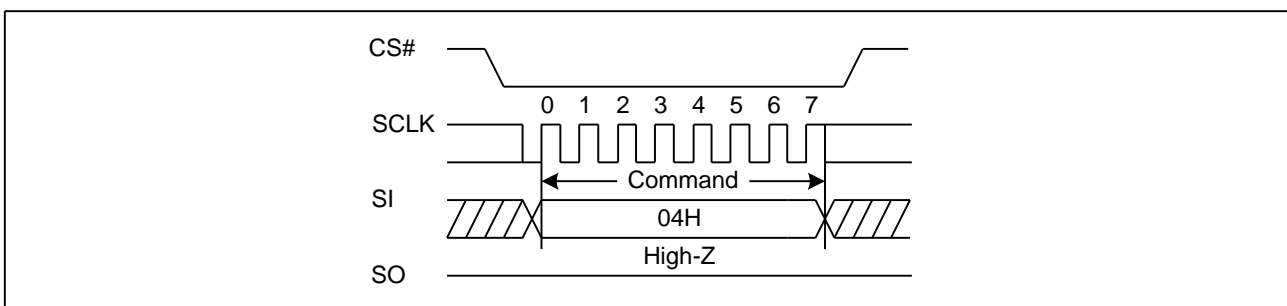 CS#
0 1 2 3 4 5 6 7
SCLK
Command
SI
04H
High-Z
SO